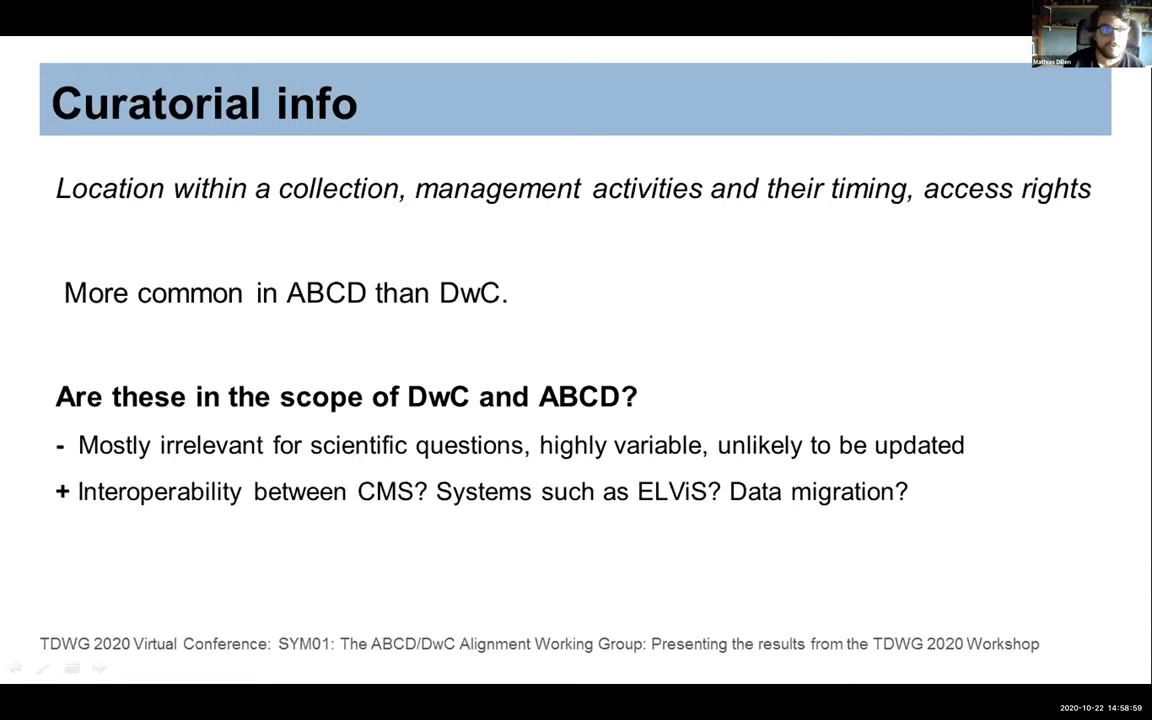 Mathias Dillen
Curatorial info
Location within a collection, management activities and their timing, access rights
More common in ABCD than DwC.
Are these in the scope of DwC and ABCD?
- Mostly irrelevant for scientific questions, highly variable, unlikely to be updated
+ Interoperability between CMS? Systems such as ELViS? Data migration?
TDWG 2020 Virtual Conference: SYM01: The ABCD/DwC Alignment Working Group: Presenting the results from the TDWG 2020 Workshop
2020-10-22 14:58:59